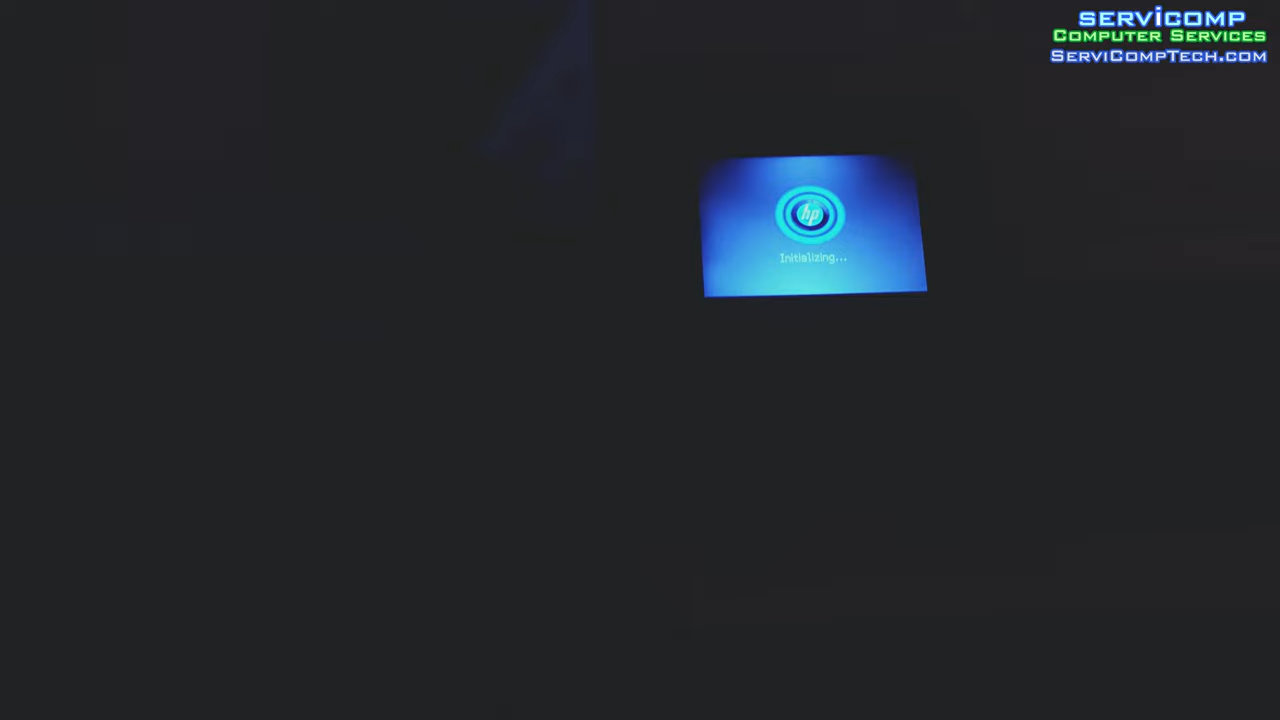 SERViCOMP
COMPUTER SERVICES
SERVICOMPTECH.COM
hp
Initializing...